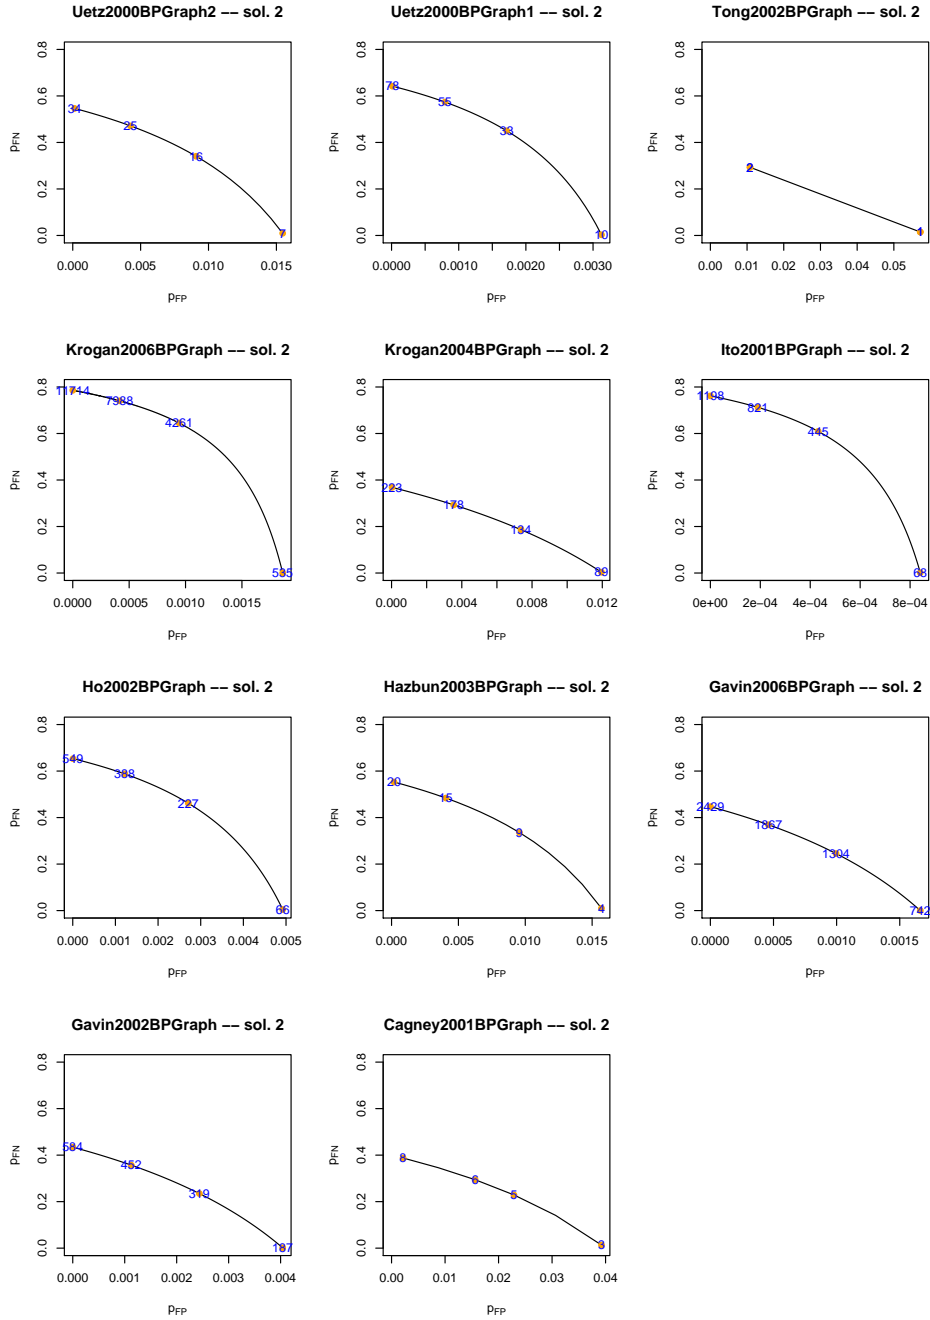 Uetz2000BPGraph2 −− sol. 2
0.0 0.2 0.4 0.6 0.8
pFN
34
25
16
7
0.000 0.005 0.010 0.015
pFP
Uetz2000BPGraph1 −− sol. 2
0.0 0.2 0.4 0.6 0.8
pFN
78
55
33
10
0.0000 0.0010 0.0020 0.0030
pFP
Tong2002BPGraph −− sol. 2
0.0 0.2 0.4 0.6 0.8
pFN
2
1
0.00 0.01 0.02 0.03 0.04 0.05
pFP
Krogan2006BPGraph −− sol. 2
0.0 0.2 0.4 0.6 0.8
pFN
11714
7988
4261
535
0.0000 0.0005 0.0010 0.0015
pFP
Krogan2004BPGraph −− sol. 2
0.0 0.2 0.4 0.6 0.8
pFN
223
178
134
89
0.000 0.004 0.008 0.012
pFP
Ito2001BPGraph −− sol. 2
0.0 0.2 0.4 0.6 0.8
pFN
1198
821
445
68
0e+00 2e−04 4e−04 6e−04 8e−04
pFP
Ho2002BPGraph −− sol. 2
0.0 0.2 0.4 0.6 0.8
pFN
549
388
227
66
0.000 0.001 0.002 0.003 0.004 0.005
pFP
Hazbun2003BPGraph −− sol. 2
0.0 0.2 0.4 0.6 0.8
pFN
20
15
9
4
0.000 0.005 0.010 0.015
pFP
Gavin2006BPGraph −− sol. 2
0.0 0.2 0.4 0.6 0.8
pFN
2429
1867
1304
742
0.0000 0.0005 0.0010 0.0015
pFP
Gavin2002BPGraph −− sol. 2
0.0 0.2 0.4 0.6 0.8
pFN
584
452
319
187
0.000 0.001 0.002 0.003 0.004
pFP
Cagney2001BPGraph −− sol. 2
0.0 0.2 0.4 0.6 0.8
pFN
8
6
5
3
0.00 0.01 0.02 0.03 0.04
pFP